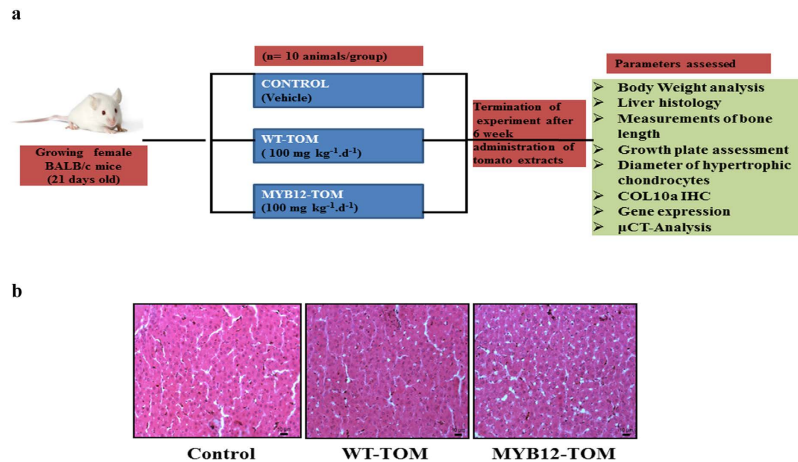 a
(n= 10 animals/group)
CONTROL
(Vehicle)
WT-TOM
( 100 mg kg⁻¹.d⁻¹)
MYB12-TOM
(100 mg kg⁻¹.d⁻¹)
Growing female
BALB/c mice
(21 days old)
Termination of
experiment after
6 week
administration of
tomato extracts
Parameters assessed
➢ Body Weight analysis
➢ Liver histology
➢ Measurements of bone
length
➢ Growth plate assessment
➢ Diameter of hypertrophic
chondrocytes
➢ COL10a IHC
➢ Gene expression
➢ µCT-Analysis
b
Control
WT-TOM
MYB12-TOM